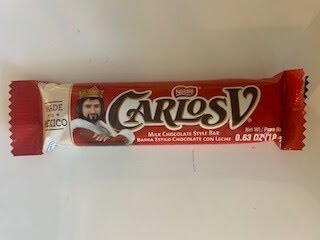 MADE
IN
MEXICO
Nestlé
CARLOS V.
MILK CHOCOLATE STYLE BAR
BARRA ESTILO CHOCOLATE CON LECHE
Net Wt./Peso
0.63 OZ